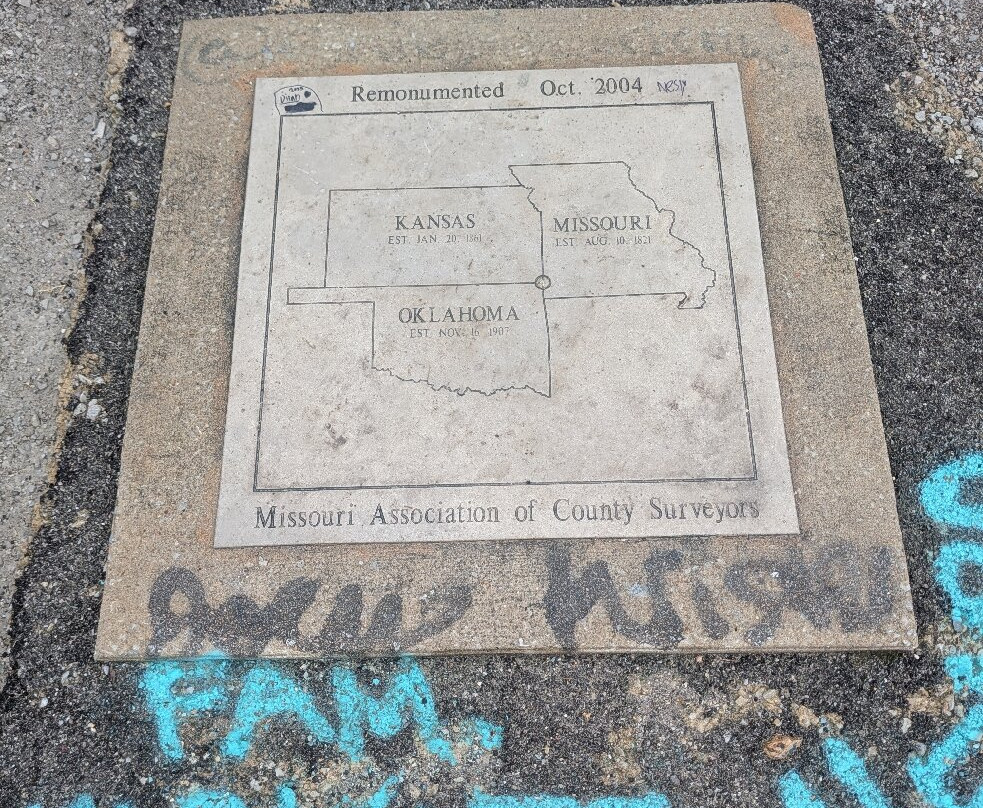 Remonumented Oct. 2004
KANSAS
EST. JAN. 20. 1861
MISSOURI
EST. AUG. 10. 1821
OKLAHOMA
EST. NOV. 16 1907
Missouri Association of County Surveyors
FAM.